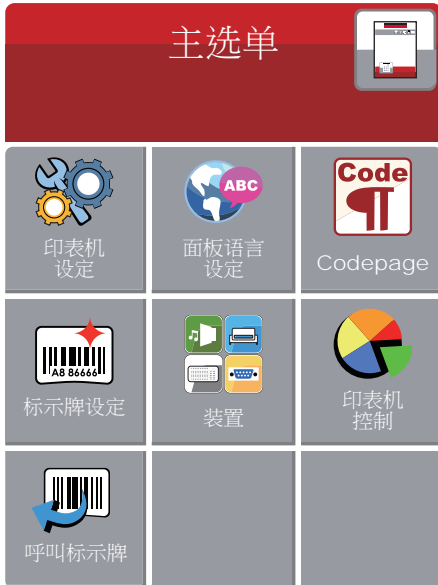 主选单
印表机
设定
ABC
面板语言
设定
Code
Codepage
A8 86666
标示牌设定
装置
印表机
控制
呼叫标示牌